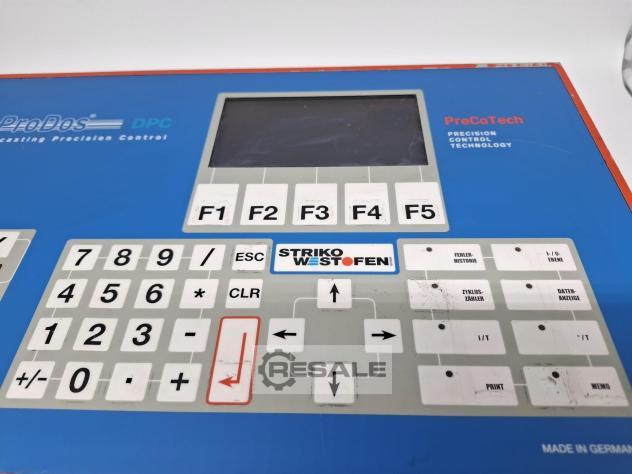 ProDos® DPC
casting Precision Control
PreCoTech
PRECISION
CONTROL
TECHNOLOGY
F1 F2 F3 F4 F5
7 8 9 / ESC
4 5 6 * CLR
1 2 3 -
+/- 0 . +
STRIKO
WESTOFEN
FEHLER-
HISTORIE
I-/O-
EBENE
ZYKLUS-
ZÄHLER
DATEN-
ANZEIGE
PRINT
MEMO
RESALE
MADE IN GERMAN